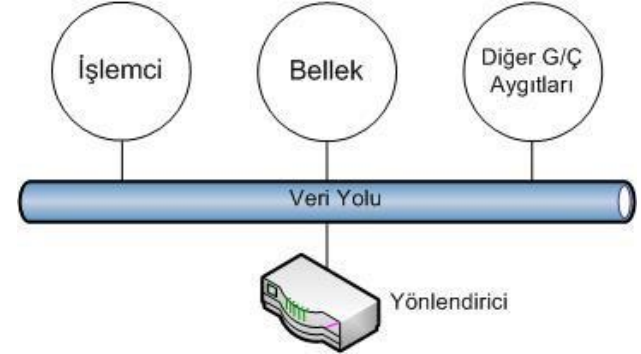 İşlemci
Bellek
Diğer G/Ç
Aygıtları
Veri Yolu
Yönlendirici